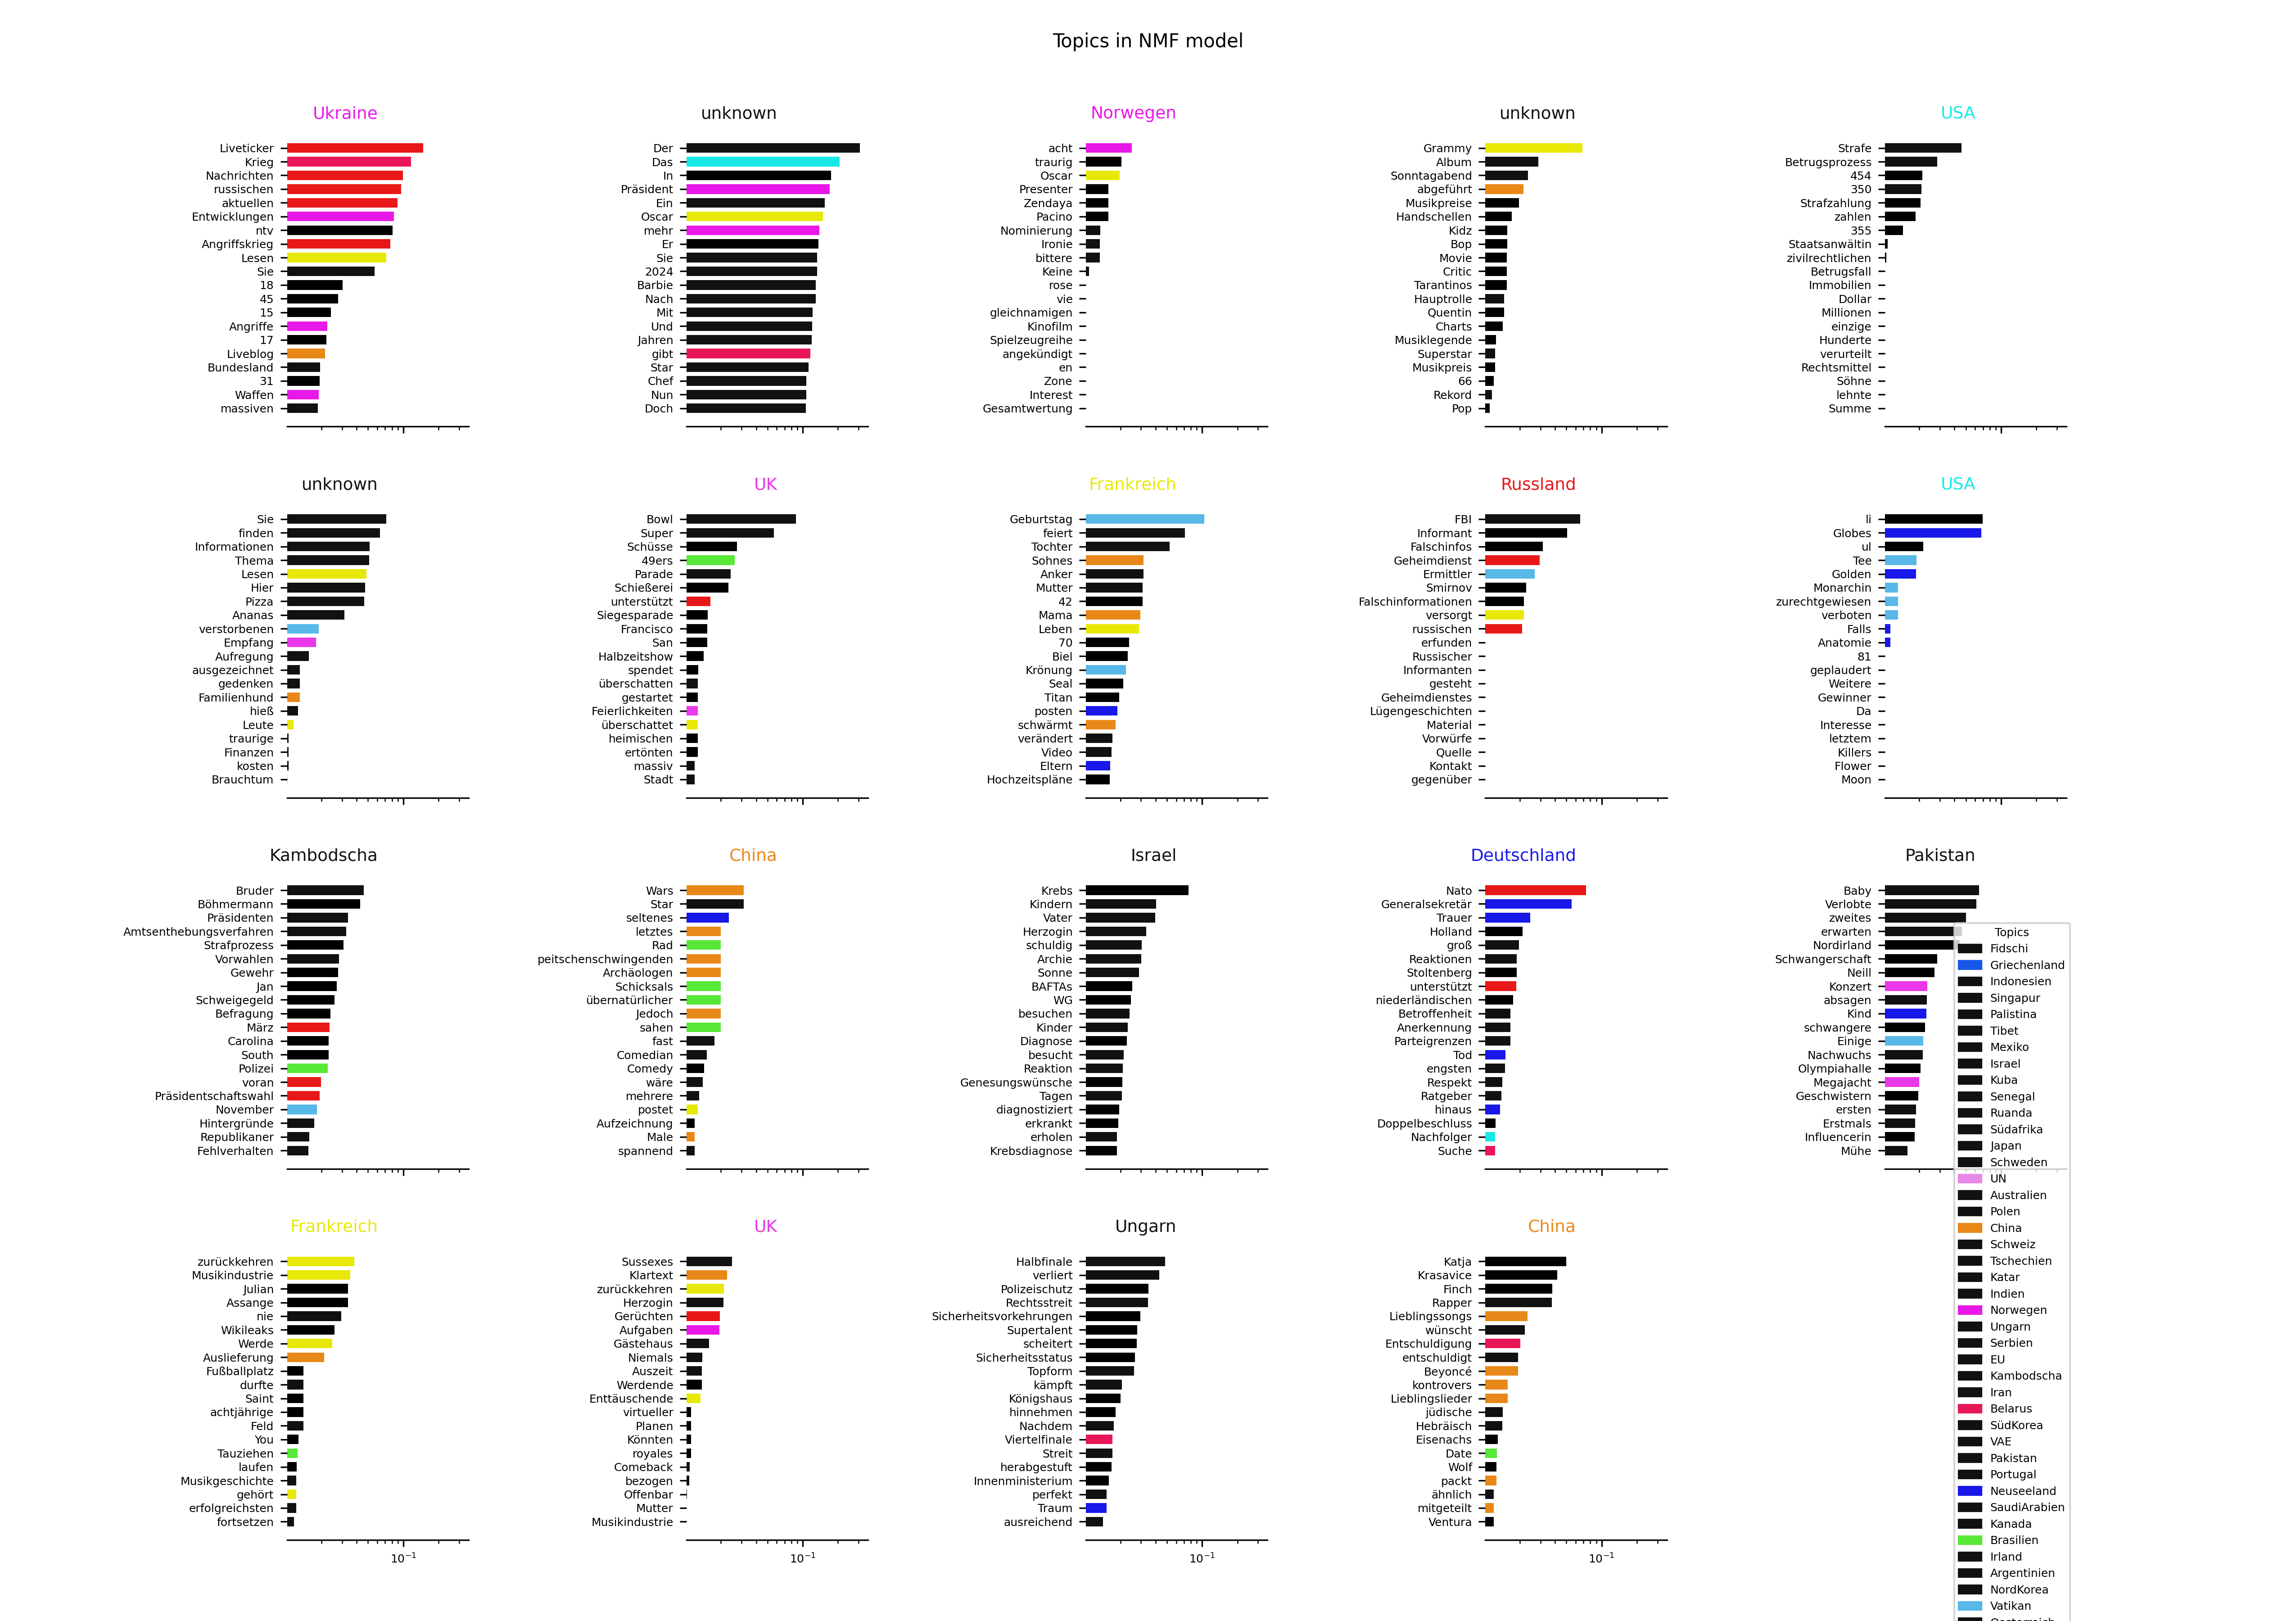 Topics in NMF model
Ukraine
Liveticker
Krieg
Nachrichten
russischen
aktuellen
Entwicklungen
ntv
Angriffskrieg
Lesen
Sie
18
45
15
Angriffe
17
Liveblog
Bundesland
31
Waffen
massiven
unknown
Der
Das
In
Präsident
Ein
Oscar
mehr
Er
Sie
2024
Barbie
Nach
Mit
Und
Jahren
gibt
Star
Chef
Nun
Doch
Norwegen
acht
traurig
Oscar
Presenter
Zendaya
Pacino
Nominierung
Ironie
bittere
Keine
rose
vie
gleichnamigen
Kinofilm
Spielzeugreihe
angekündigt
en
Zone
Interest
Gesamtwertung
unknown
Grammy
Album
Sonntagabend
abgeführt
Musikpreise
Handschellen
Kidz
Bop
Movie
Critic
Tarantinos
Hauptrolle
Quentin
Charts
Musiklegende
Superstar
Musikpreis
66
Rekord
Pop
USA
Strafe
Betrugsprozess
454
350
Strafzahlung
zahlen
355
Staatsanwältin
zivilrechtlichen
Betrugsfall
Immobilien
Dollar
Millionen
einzige
Hunderte
verurteilt
Rechtsmittel
Söhne
lehnte
Summe
unknown
Sie
finden
Informationen
Thema
Lesen
Hier
Pizza
Ananas
verstorbenen
Empfang
Aufregung
ausgezeichnet
gedenken
Familienhund
hieß
Leute
traurige
Finanzen
kosten
Brauchtum
UK
Bowl
Super
Schüsse
49ers
Parade
Schießerei
unterstützt
Siegesparade
Francisco
San
Halbzeitshow
spendet
überschatten
gestartet
Feierlichkeiten
überschattet
heimischen
ertönten
massiv
Stadt
Frankreich
Geburtstag
feiert
Tochter
Sohnes
Anker
Mutter
42
Mama
Leben
70
Biel
Krönung
Seal
Titan
posten
schwärmt
verändert
Video
Eltern
Hochzeitspläne
Russland
FBI
Informant
Falschinfos
Geheimdienst
Ermittler
Smirnov
Falschinformationen
versorgt
russischen
erfunden
Russischer
Informanten
gesteht
Geheimdienstes
Lügengeschichten
Material
Vorwürfe
Quelle
Kontakt
gegenüber
USA
li
Globes
ul
Tee
Golden
Monarchin
zurechtgewiesen
verboten
Falls
Anatomie
81
geplaudert
Weitere
Gewinner
Da
Interesse
letztem
Killers
Flower
Moon
Kambodscha
Bruder
Böhmermann
Präsidenten
Amtsenthebungsverfahren
Strafprozess
Vorwahlen
Gewehr
Jan
Schweigegeld
Befragung
März
Carolina
South
Polizei
voran
Präsidentschaftswahl
November
Hintergründe
Republikaner
Fehlverhalten
China
Wars
Star
seltenes
letztes
Rad
peitschenschwingenden
Archäologen
Schicksals
übernatürlicher
Jedoch
sahen
fast
Comedian
Comedy
wäre
mehrere
postet
Aufzeichnung
Male
spannend
Israel
Krebs
Kindern
Vater
Herzogin
schuldig
Archie
Sonne
BAFTAs
WG
besuchen
Kinder
Diagnose
besucht
Reaktion
Genesungswünsche
Tagen
diagnostiziert
erkrankt
erholen
Krebsdiagnose
Deutschland
Nato
Generalsekretär
Trauer
Holland
groß
Reaktionen
Stoltenberg
unterstützt
niederländischen
Betroffenheit
Anerkennung
Parteigrenzen
Tod
engsten
Respekt
Ratgeber
hinaus
Doppelbeschluss
Nachfolger
Suche
Pakistan
Baby
Verlobte
zweites
erwarten
Nordirland
Schwangerschaft
Neill
Konzert
absagen
Kind
schwangere
Einige
Nachwuchs
Olympiahalle
Megajacht
Geschwistern
ersten
Erstmals
Influencerin
Mühe
Frankreich
zurückkehren
Musikindustrie
Julian
Assange
nie
Wikileaks
Werde
Auslieferung
Fußballplatz
durfte
Saint
achtjährige
Feld
You
Tauziehen
laufen
Musikgeschichte
gehört
erfolgreichsten
fortsetzen
10⁻¹
UK
Sussexes
Klartext
zurückkehren
Herzogin
Gerüchten
Aufgaben
Gästehaus
Niemals
Auszeit
Werdende
Enttäuschende
virtueller
Planen
Könnten
royales
Comeback
bezogen
Offenbar
Mutter
Musikindustrie
10⁻¹
Ungarn
Halbfinale
verliert
Polizeischutz
Rechtsstreit
Sicherheitsvorkehrungen
Supertalent
scheitert
Sicherheitsstatus
Topform
kämpft
Königshaus
hinnehmen
Nachdem
Viertelfinale
Streit
herabgestuft
Innenministerium
perfekt
Traum
ausreichend
10⁻¹
China
Katja
Krasavice
Finch
Rapper
Lieblingssongs
wünscht
Entschuldigung
entschuldigt
Beyoncé
kontrovers
Lieblingslieder
jüdische
Hebräisch
Eisenachs
Date
Wolf
packt
ähnlich
mitgeteilt
Ventura
10⁻¹
Topics
Fidschi
Griechenland
Indonesien
Singapur
Palistina
Tibet
Mexiko
Israel
Kuba
Senegal
Ruanda
Südafrika
Japan
Schweden
UN
Australien
Polen
China
Schweiz
Tschechien
Katar
Indien
Norwegen
Ungarn
Serbien
EU
Kambodscha
Iran
Belarus
SüdKorea
VAE
Pakistan
Portugal
Neuseeland
SaudiArabien
Kanada
Brasilien
Irland
Argentinien
NordKorea
Vatikan